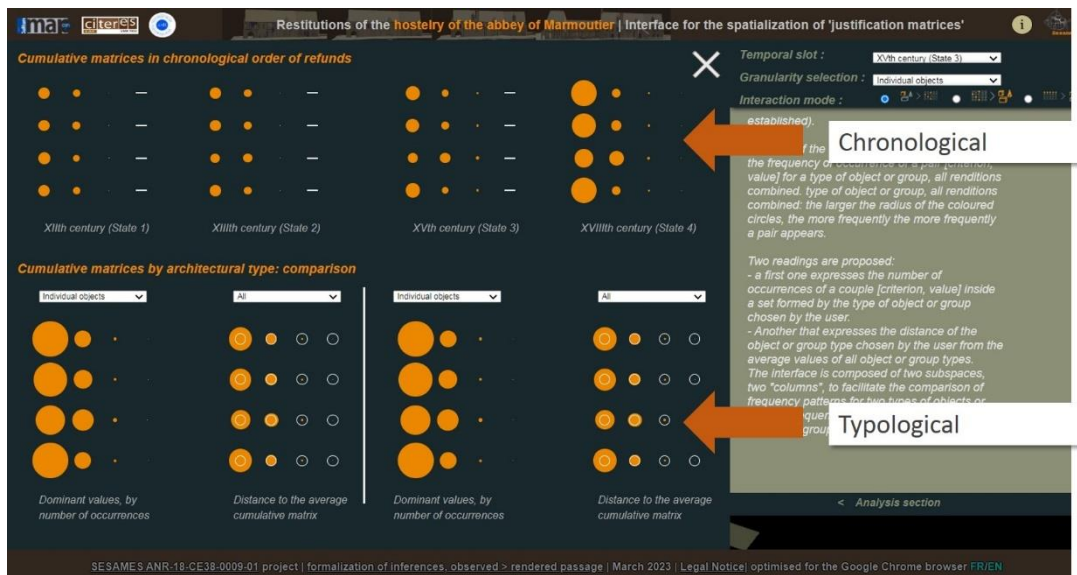 map citeres
Restitutions of the hostelry of the abbey of Marmoutier | Interface for the spatialization of 'justification matrices'
i
Cumulative matrices in chronological order of refunds
XIIth century (State 1)
XIIIth century (State 2)
XVth century (State 3)
XVIIIth century (State 4)
Cumulative matrices by architectural type: comparison
Individual objects
All
Individual objects
All
Dominant values, by
number of occurrences
Distance to the average
cumulative matrix
Dominant values, by
number of occurrences
Distance to the average
cumulative matrix
Temporal slot :
XVth century (State 3)
Granularity selection :
Individual objects
Interaction mode :
established).
Chronological
of the
the frequency of occurrence of a pair [criterion,
value] for a type of object or group, all renditions
combined. type of object or group, all renditions
combined: the larger the radius of the coloured
circles, the more frequently the more frequently
a pair appears.
Two readings are proposed:
- a first one expresses the number of
occurrences of a couple [criterion, value] inside
a set formed by the type of object or group
chosen by the user.
- Another that expresses the distance of the
object or group type chosen by the user from the
average values of all object or group types.
The interface is composed of two subspaces,
two "columns", to facilitate the comparison of
frequency patterns for two types of objects or
Typological
< Analysis section
SESAMES ANR-18-CE38-0009-01 project | formalization of inferences, observed > rendered passage | March 2023 | Legal Notice| optimised for the Google Chrome browser FR/EN